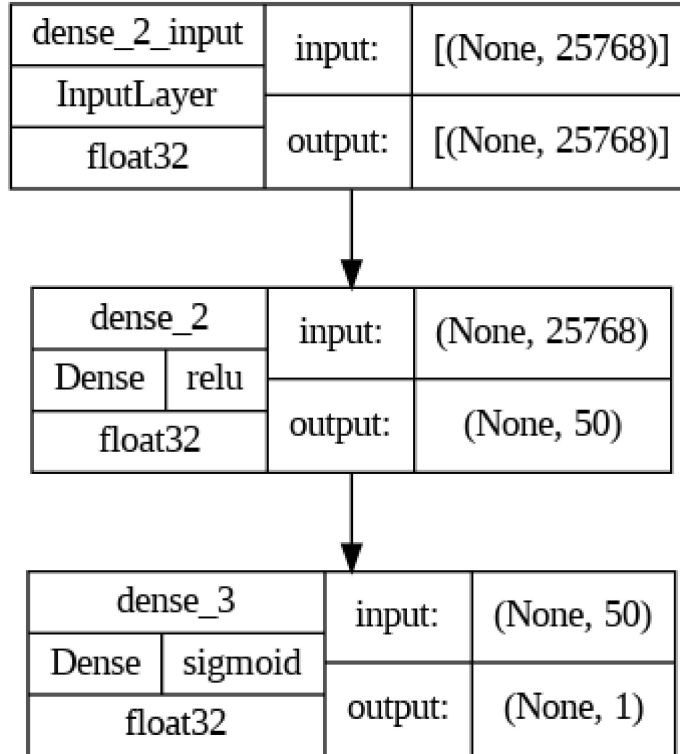 dense_2_input
input:
[(None, 25768)]
InputLayer
output:
[(None, 25768)]
float32
dense_2
input:
(None, 25768)
Dense
relu
output:
(None, 50)
float32
dense_3
input:
(None, 50)
Dense
sigmoid
output:
(None, 1)
float32